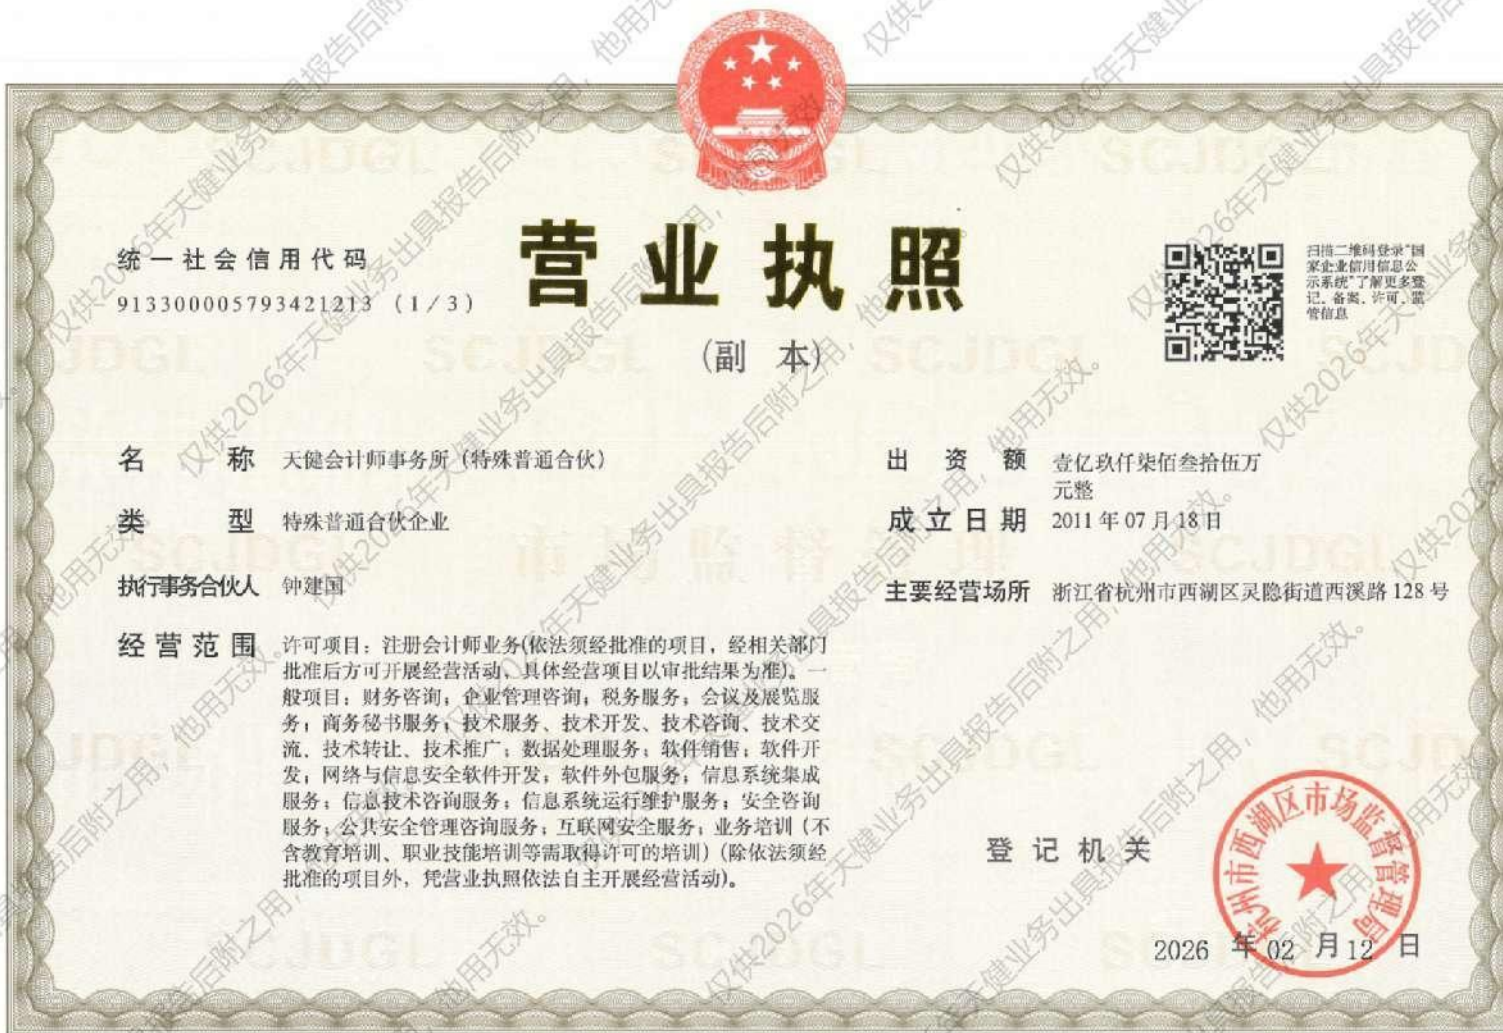 营业执照
（副 本）
统一社会信用代码
913300005793421213（1/3）
扫描二维码登录“国
家企业信用信息公
示系统”了解更多登
记、备案、许可、监
管信息
名 称 天健会计师事务所（特殊普通合伙）
类 型 特殊普通合伙企业
执行事务合伙人 钟建国
经营范围 许可项目：注册会计师业务(依法须经批准的项目，经相关部门
批准后方可开展经营活动，具体经营项目以审批结果为准)。一
般项目：财务咨询；企业管理咨询；税务服务；会议及展览服
务；商务秘书服务；技术服务、技术开发、技术咨询、技术交
流、技术转让、技术推广；数据处理服务；软件销售；软件开
发；网络与信息安全软件开发；软件外包服务；信息系统集成
服务；信息技术咨询服务；信息系统运行维护服务；安全咨询
服务；公共安全管理咨询服务；互联网安全服务；业务培训（不
含教育培训、职业技能培训等需取得许可的培训）(除依法须经
批准的项目外，凭营业执照依法自主开展经营活动)。
出 资 额 壹亿玖仟柒佰叁拾伍万
元整
成立日期 2011年07月18日
主要经营场所 浙江省杭州市西湖区灵隐街道西溪路128号
登记机关
杭州市西湖区市场监督管理局
2026 年 02 月 12 日
仅供2026年天健业务出具报告后附之用，他用无效。
SCJDGL
市场监督管理